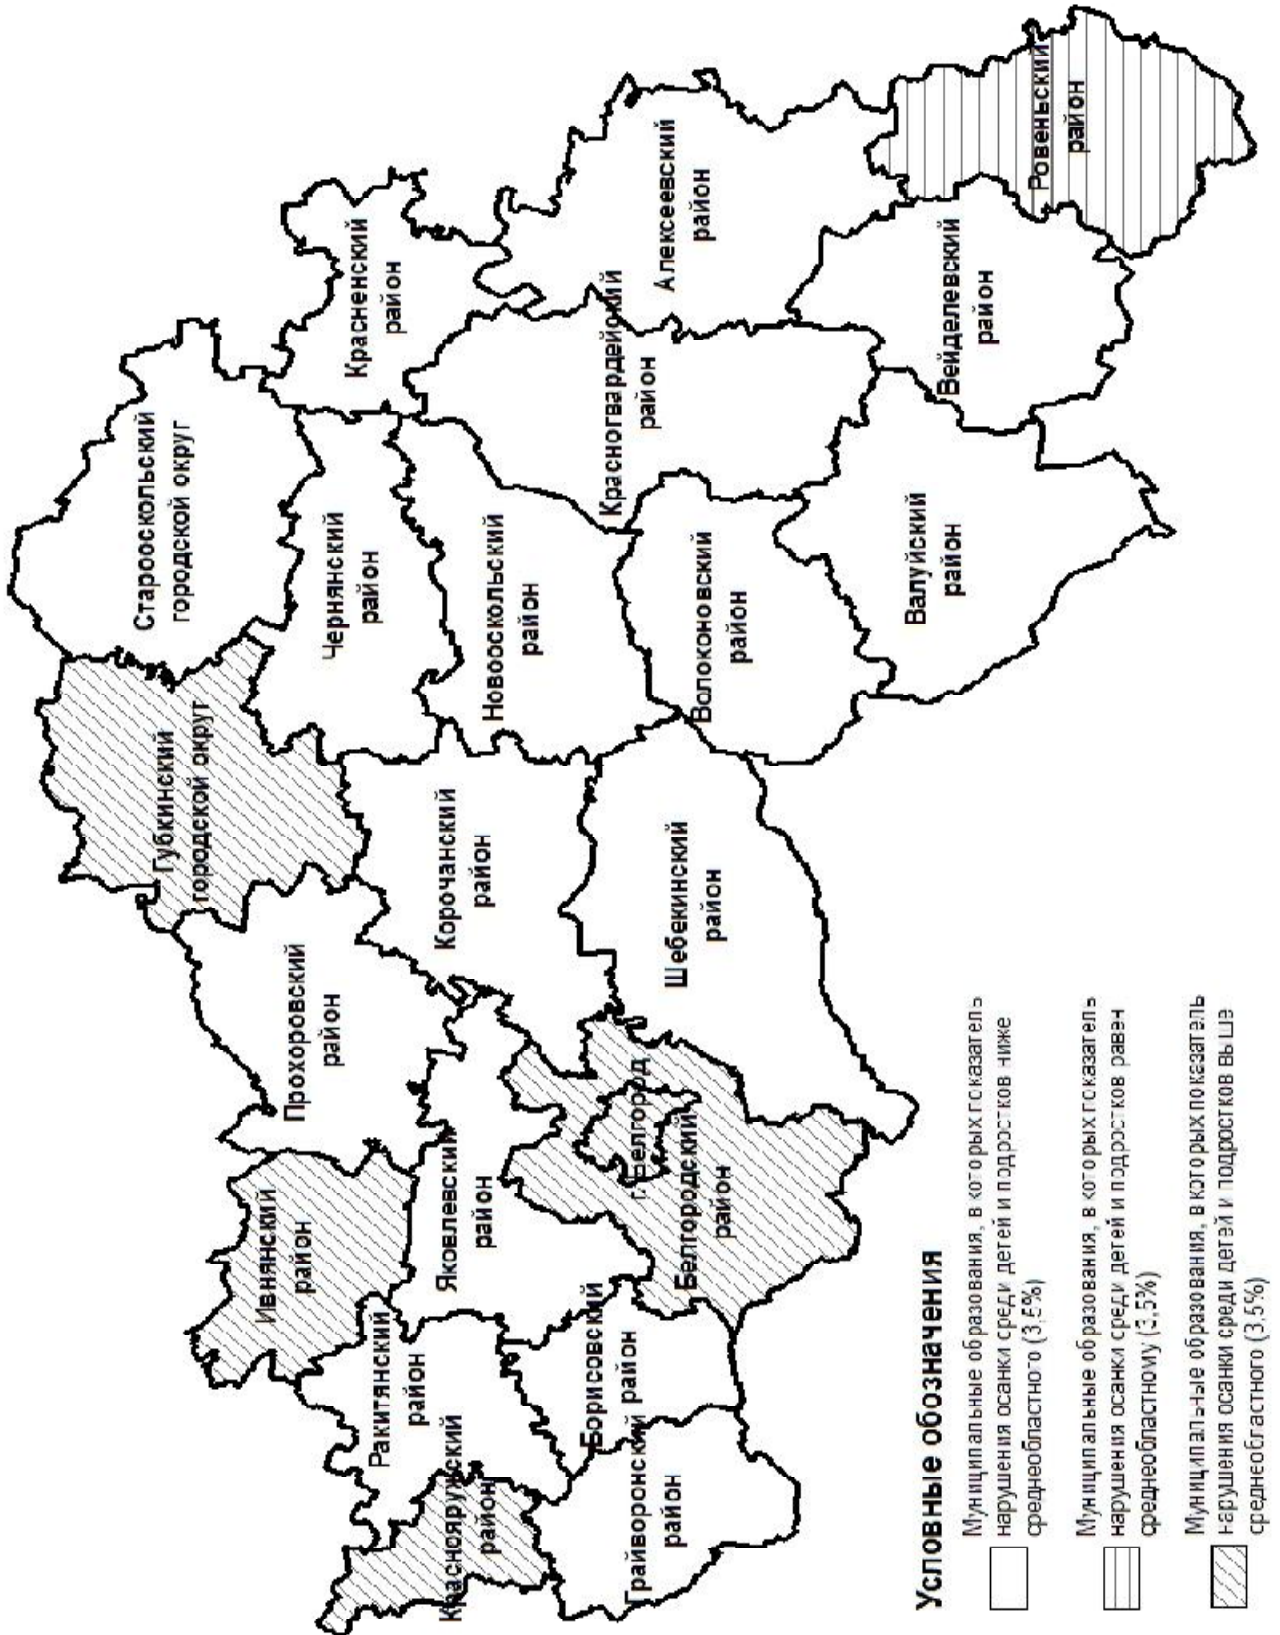 Старооскольский
городской округ
Губкинский
городской округ
Красненский
район
Чернянский
район
Прохоровский
район
Ивнянский
район
Ракитянский
район
Краснояружский
район
Яковлевский
район
Корочанский
район
Новооскольский
район
Красногвардейский
район
Алексеевский
район
Борисовский
район
Грайворонский
район
г. Белгород
Белгородский
район
Шебекинский
район
Волоконовский
район
Валуйский
район
Вейделевский
район
Ровеньский
район
Условные обозначения
Муниципальные образования, в которых показатель
нарушения осанки среди детей и подростков ниже
среднеобластного (3,5%)
Муниципальные образования, в которых показатель
нарушения осанки среди детей и подростков равен
среднеобластному (3,5%)
Муниципальные образования, в которых показатель
нарушения осанки среди детей и подростков выше
среднеобластного (3,5%)